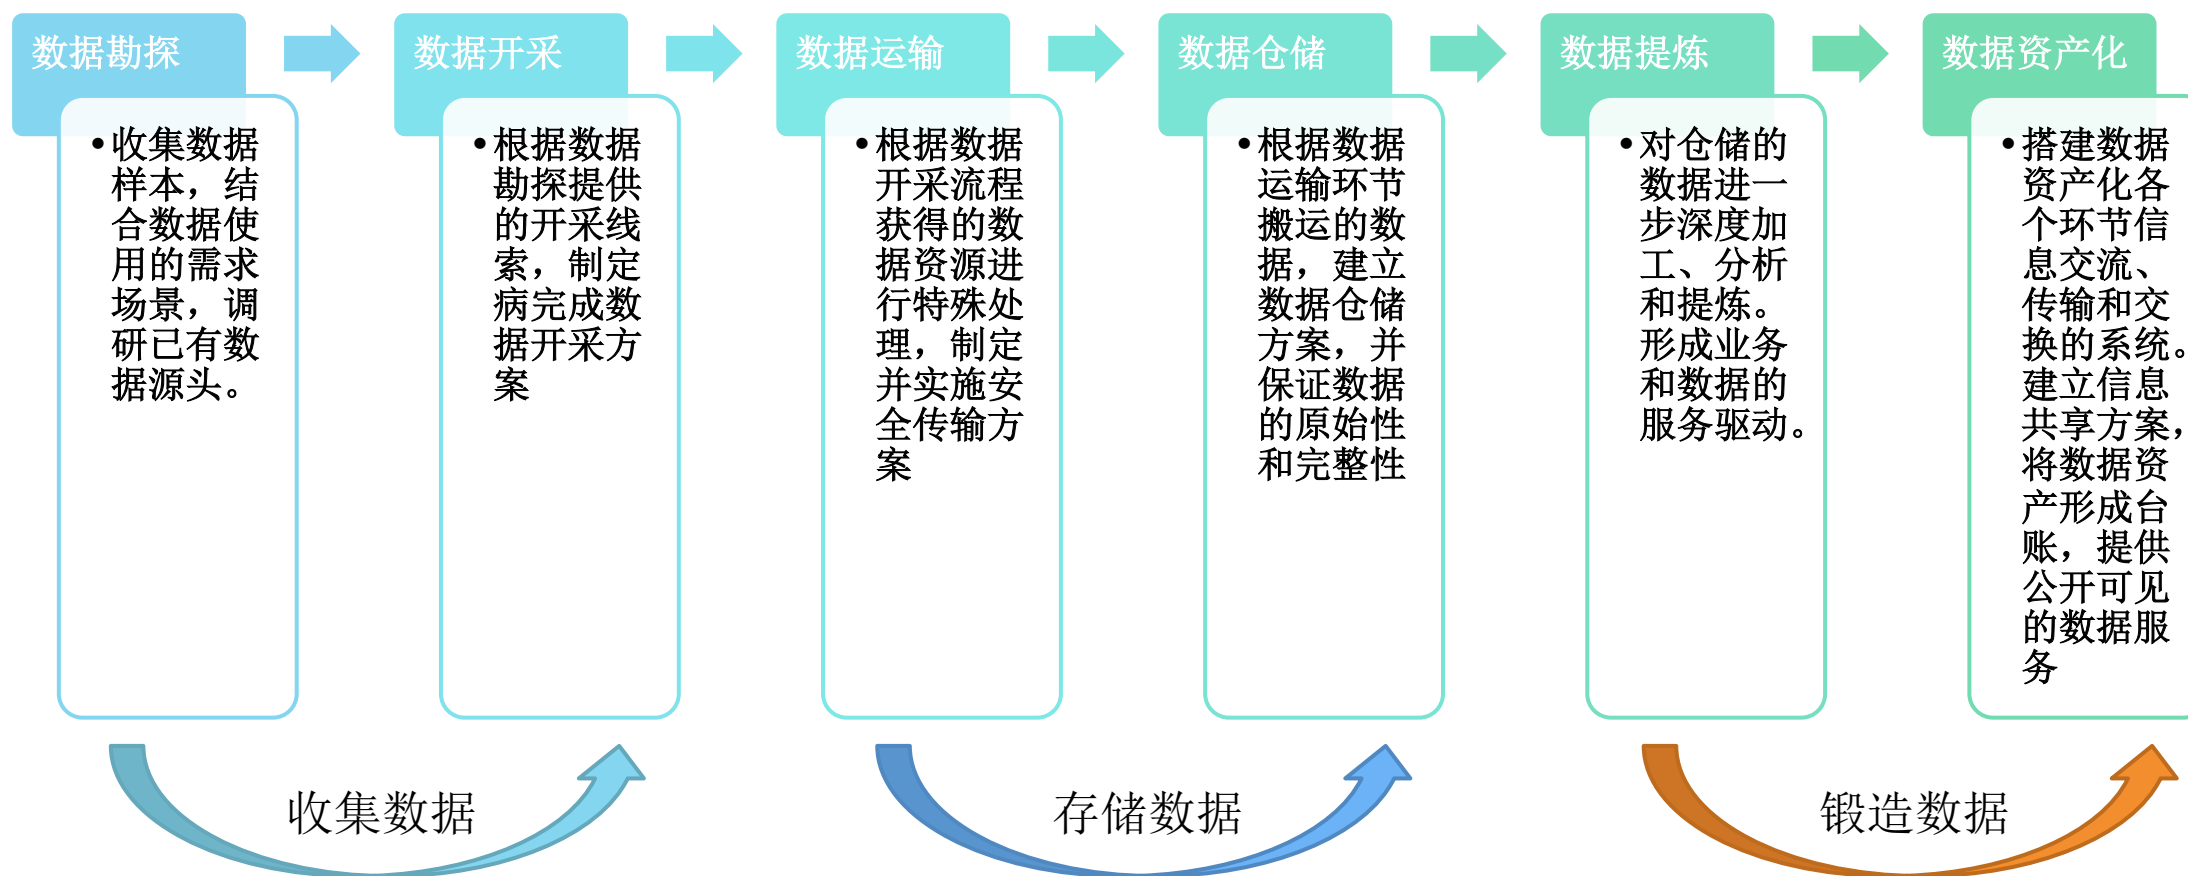 数据勘探
•收集数据
样本，结
合数据使
用的需求
场景，调
研已有数
据源头。
数据开采
•根据数据
勘探提供
的开采线
索，制定
病完成数
据开采方
案
数据运输
•根据数据
开采流程
获得的数
据资源进
行特殊处
理，制定
并实施安
全传输方
案
数据仓储
•根据数据
运输环节
搬运的数
据，建立
数据仓储
方案，并
保证数据
的原始性
和完整性
数据提炼
•对仓储的
数据进一
步深度加
工、分析
和提炼。
形成业务
和数据的
服务驱动。
数据资产化
•搭建数据
资产化各
个环节信
息交流、
传输和交
换的系统。
建立信息
共享方案，
将数据资
产形成台
账，提供
公开可见
的数据服
务
收集数据
存储数据
锻造数据